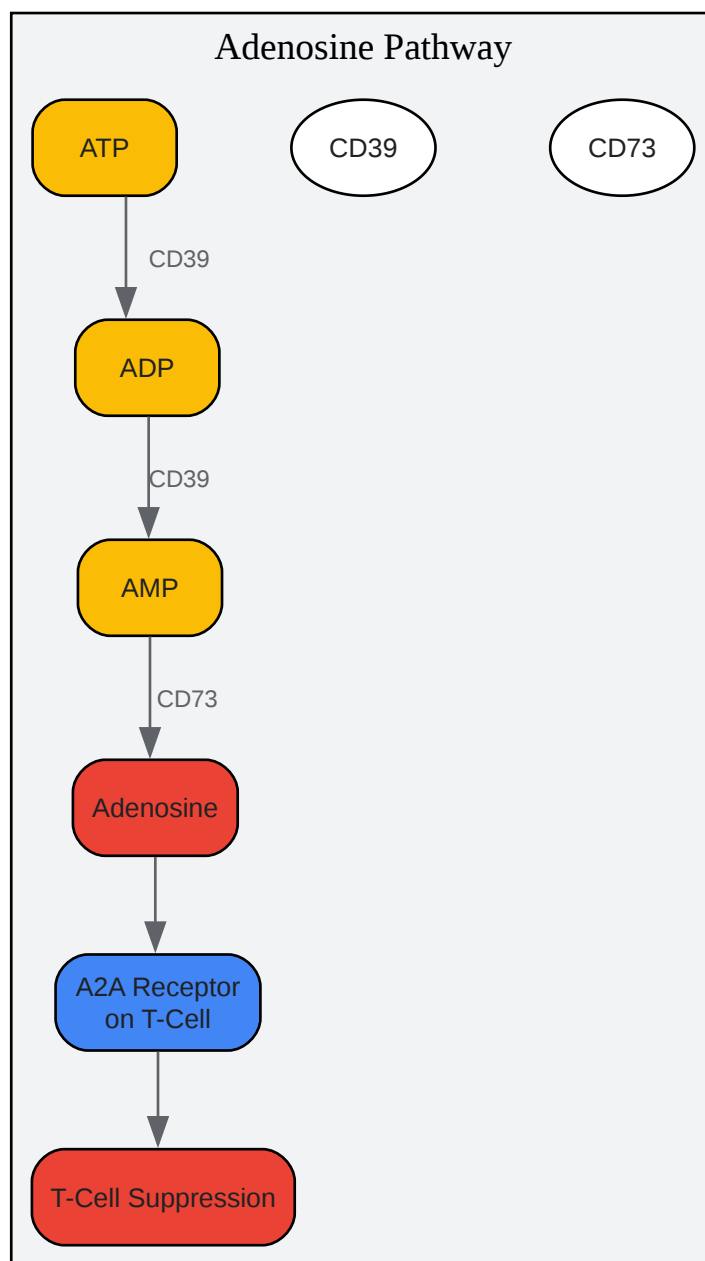 Adenosine Pathway
ATP
CD39
CD73
CD39
ADP
CD39
AMP
CD73
Adenosine
A2A Receptor
on T-Cell
T-Cell Suppression